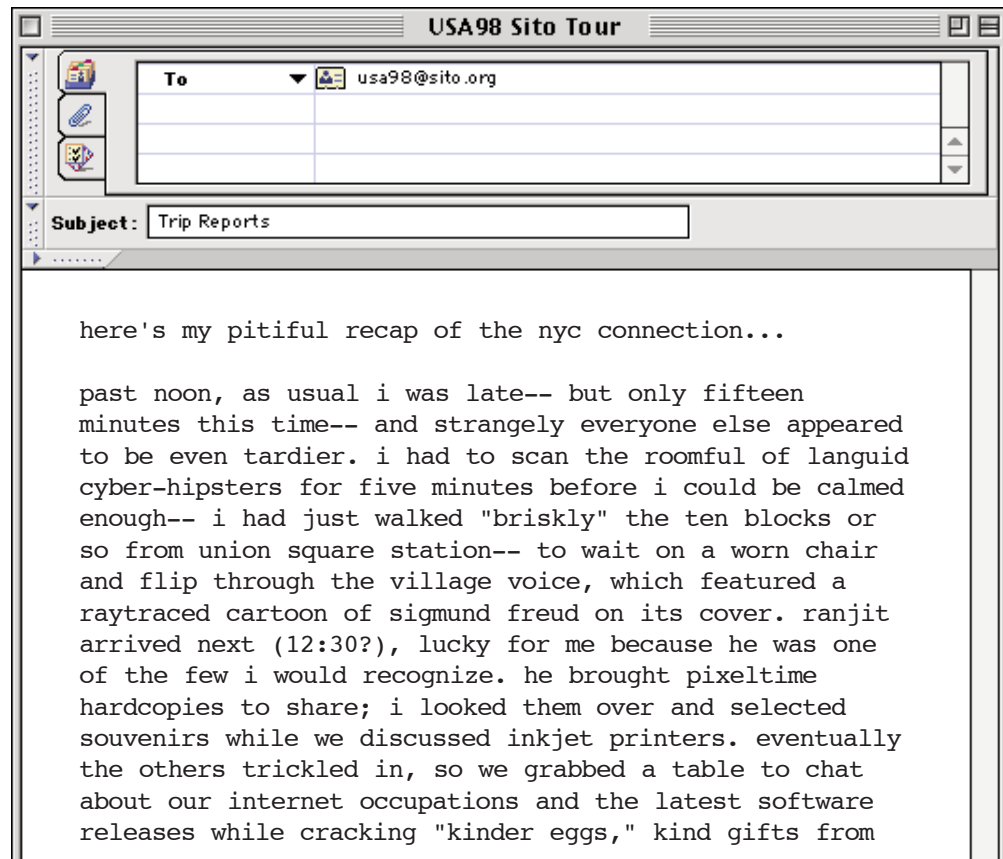 USA98 Sito Tour
To usa98@sito.org
Subject: Trip Reports
here's my pitiful recap of the nyc connection...
past noon, as usual i was late-- but only fifteen
minutes this time-- and strangely everyone else appeared
to be even tardier. i had to scan the roomful of languid
cyber-hipsters for five minutes before i could be calmed
enough-- i had just walked "briskly" the ten blocks or
so from union square station-- to wait on a worn chair
and flip through the village voice, which featured a
raytraced cartoon of sigmund freud on its cover. ranjit
arrived next (12:30?), lucky for me because he was one
of the few i would recognize. he brought pixeltime
hardcopies to share; i looked them over and selected
souvenirs while we discussed inkjet printers. eventually
the others trickled in, so we grabbed a table to chat
about our internet occupations and the latest software
releases while cracking "kinder eggs," kind gifts from